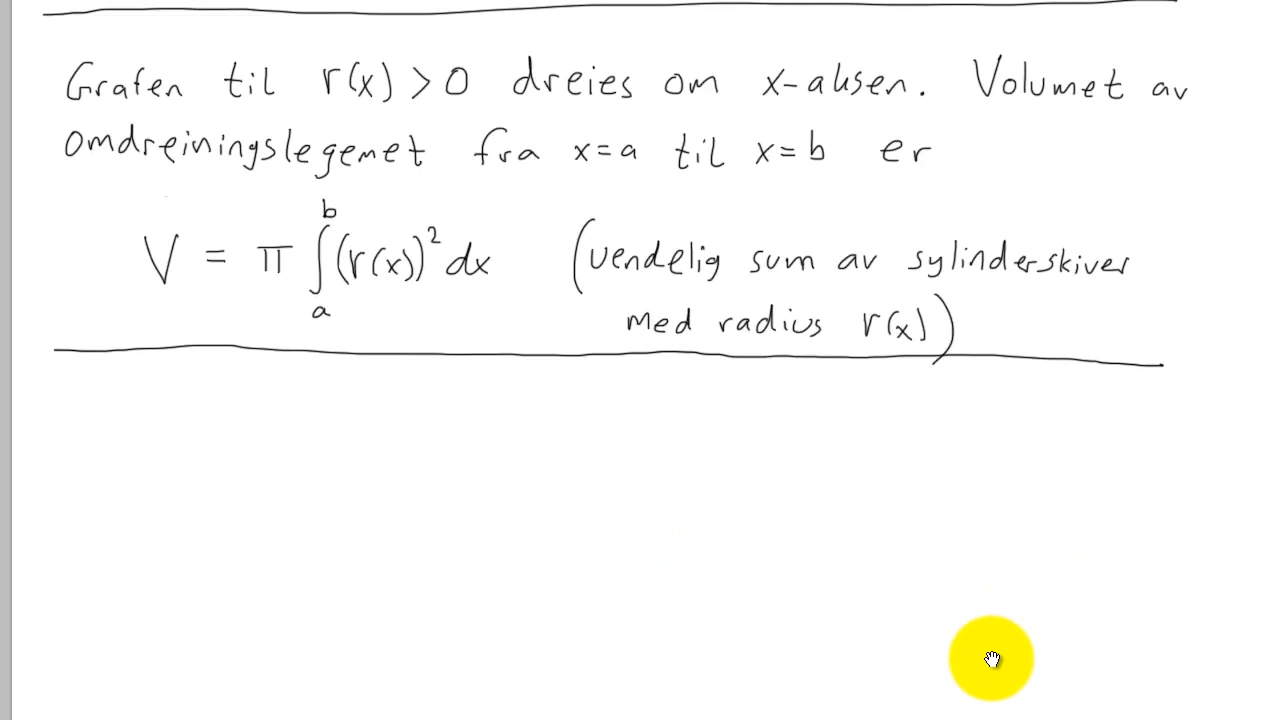 Grafen til r(x) > 0 dreies om x-aksen. Volumet av
omdreiningslegemet fra x=a til x=b er
V = π ∫_a^b (r(x))² dx (uendelig sum av sylinderskiver
med radius r(x))